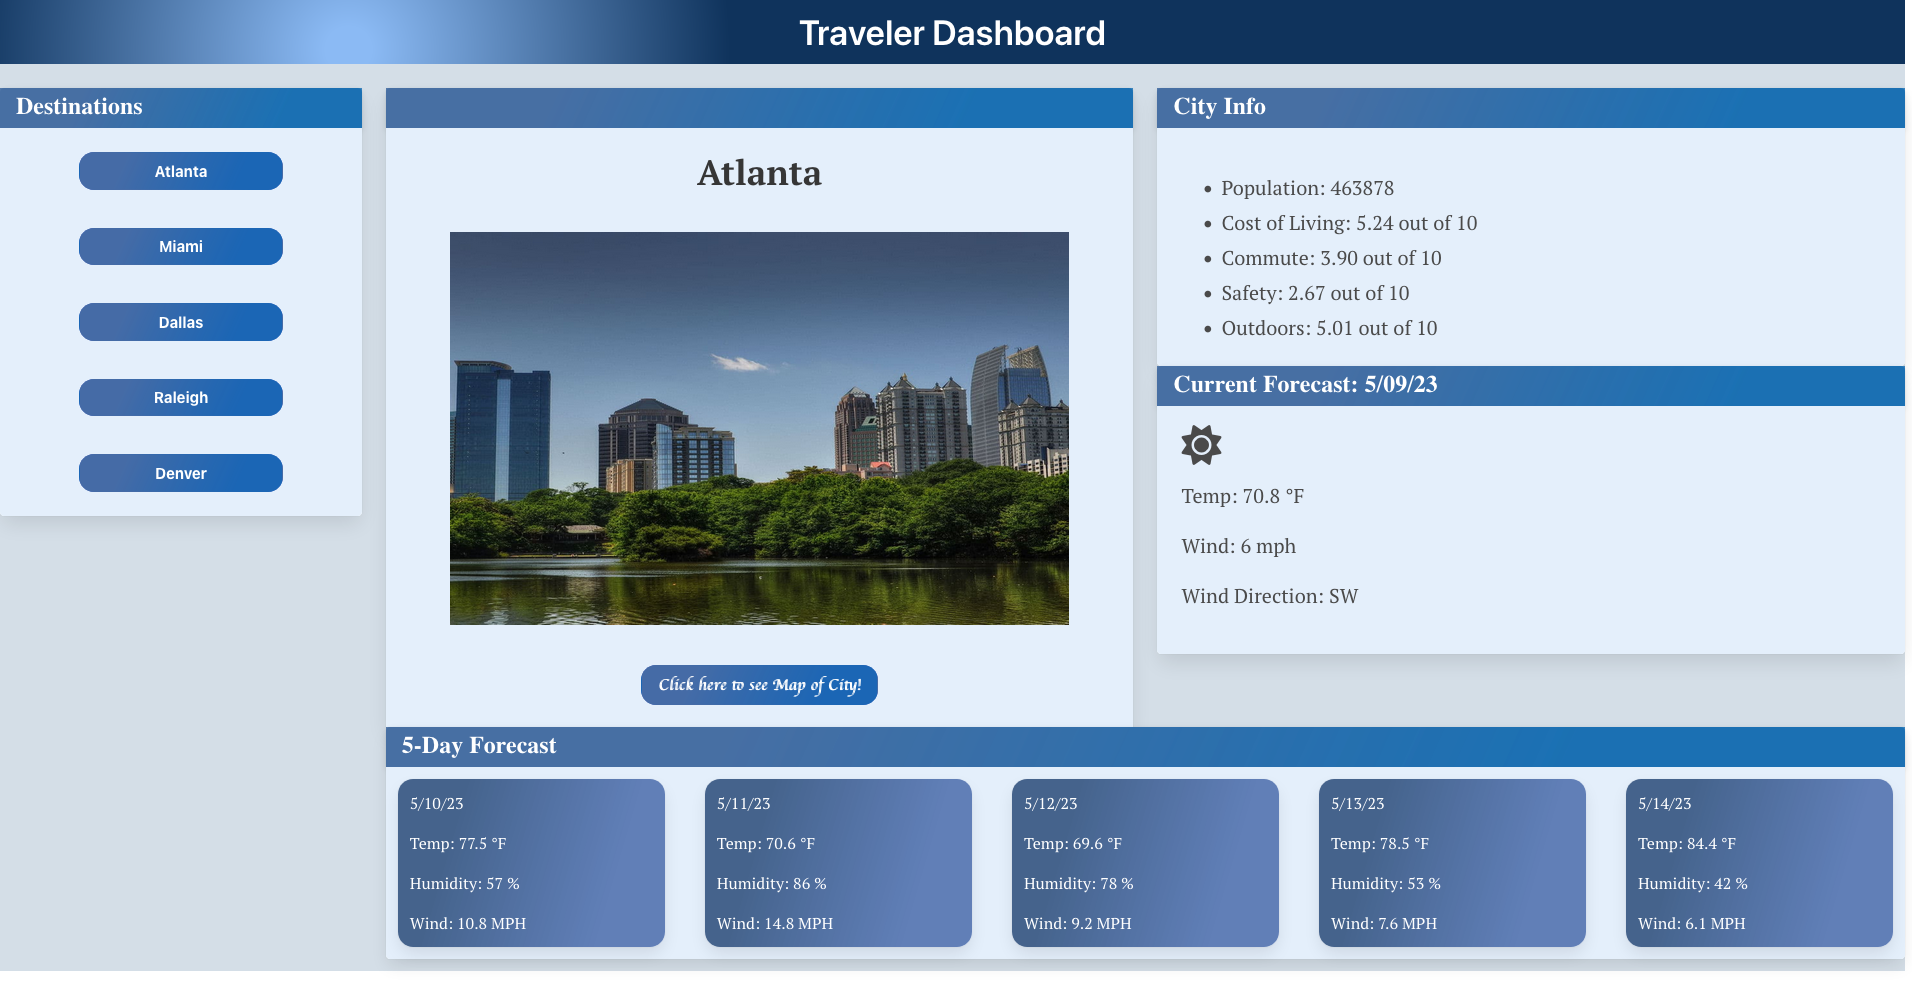 Traveler Dashboard
Destinations
Atlanta
Miami
Dallas
Raleigh
Denver
Atlanta
Click here to see Map of City!
City Info
Population: 463878
Cost of Living: 5.24 out of 10
Commute: 3.90 out of 10
Safety: 2.67 out of 10
Outdoors: 5.01 out of 10
Current Forecast: 5/09/23
Temp: 70.8 °F
Wind: 6 mph
Wind Direction: SW
5-Day Forecast
5/10/23
Temp: 77.5 °F
Humidity: 57 %
Wind: 10.8 MPH
5/11/23
Temp: 70.6 °F
Humidity: 86 %
Wind: 14.8 MPH
5/12/23
Temp: 69.6 °F
Humidity: 78 %
Wind: 9.2 MPH
5/13/23
Temp: 78.5 °F
Humidity: 53 %
Wind: 7.6 MPH
5/14/23
Temp: 84.4 °F
Humidity: 42 %
Wind: 6.1 MPH